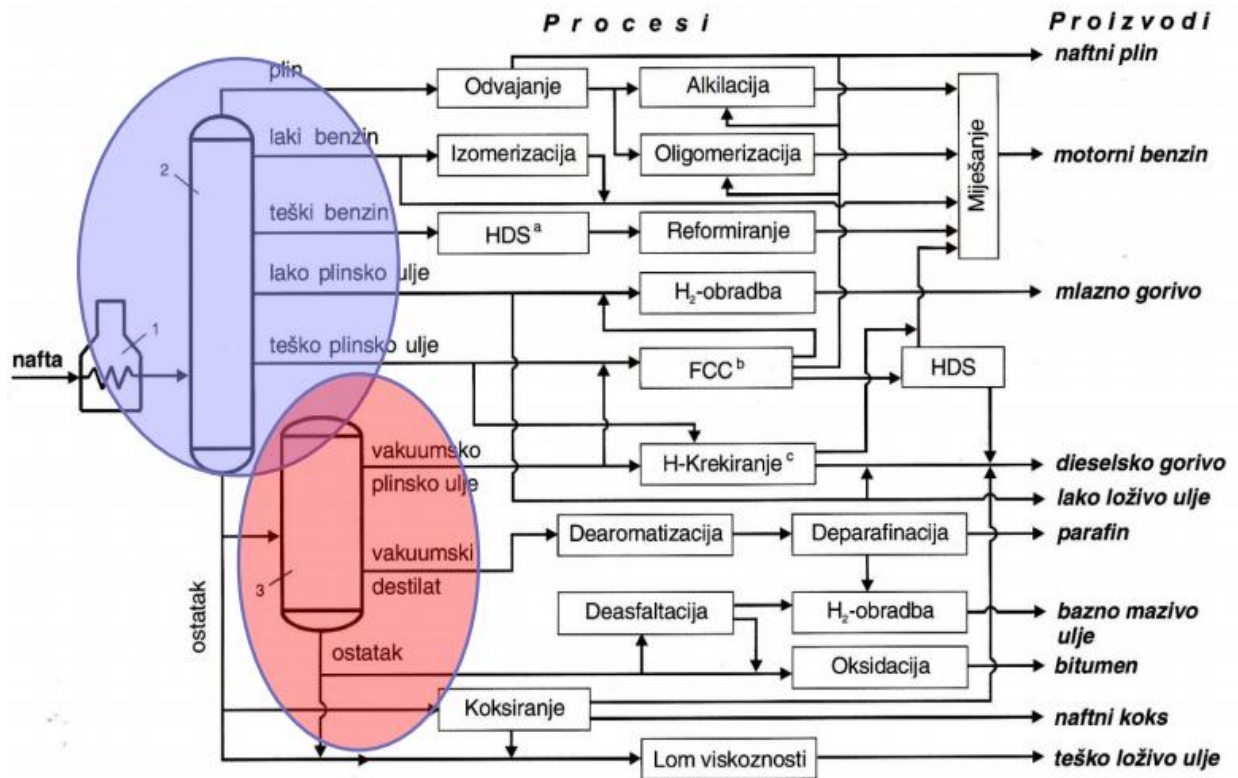 Procesi
Proizvodi
plin
Odvajanje
Alkilacija
naftni plin
laki benzin
2
Izomerizacija
Oligomerizacija
Miješanje
motorni benzin
teški benzin
HDS a
Reformiranje
lako plinsko ulje
H2-obradba
mlazno gorivo
1
nafta
teško plinsko ulje
FCC b
HDS
vakuumsko
plinsko ulje
H-Krekiranje c
dieselsko gorivo
lako loživo ulje
3
vakuumski
destilat
Dearomatizacija
Deparafinacija
parafin
ostatak
Deasfaltacija
H2-obradba
bazno mazivo
ulje
ostatak
Oksidacija
bitumen
Koksiranje
naftni koks
Lom viskoznosti
teško loživo ulje